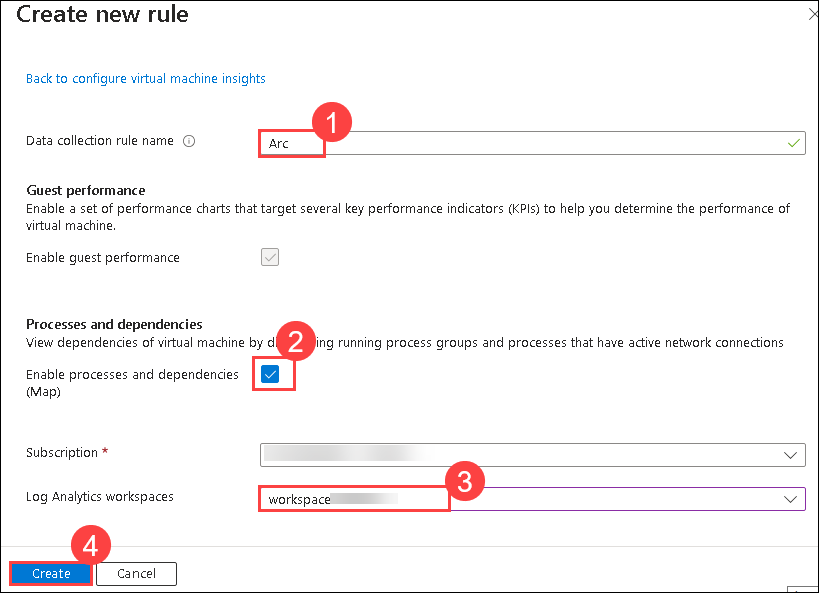 Create new rule
Back to configure virtual machine insights
1
Data collection rule name
Arc
Guest performance
Enable a set of performance charts that target several key performance indicators (KPIs) to help you determine the performance of
virtual machine.
Enable guest performance
Processes and dependencies
2
View dependencies of virtual machine by running process groups and processes that have active network connections
Enable processes and dependencies
(Map)
Subscription *
3
Log Analytics workspaces
workspace
4
Create
Cancel